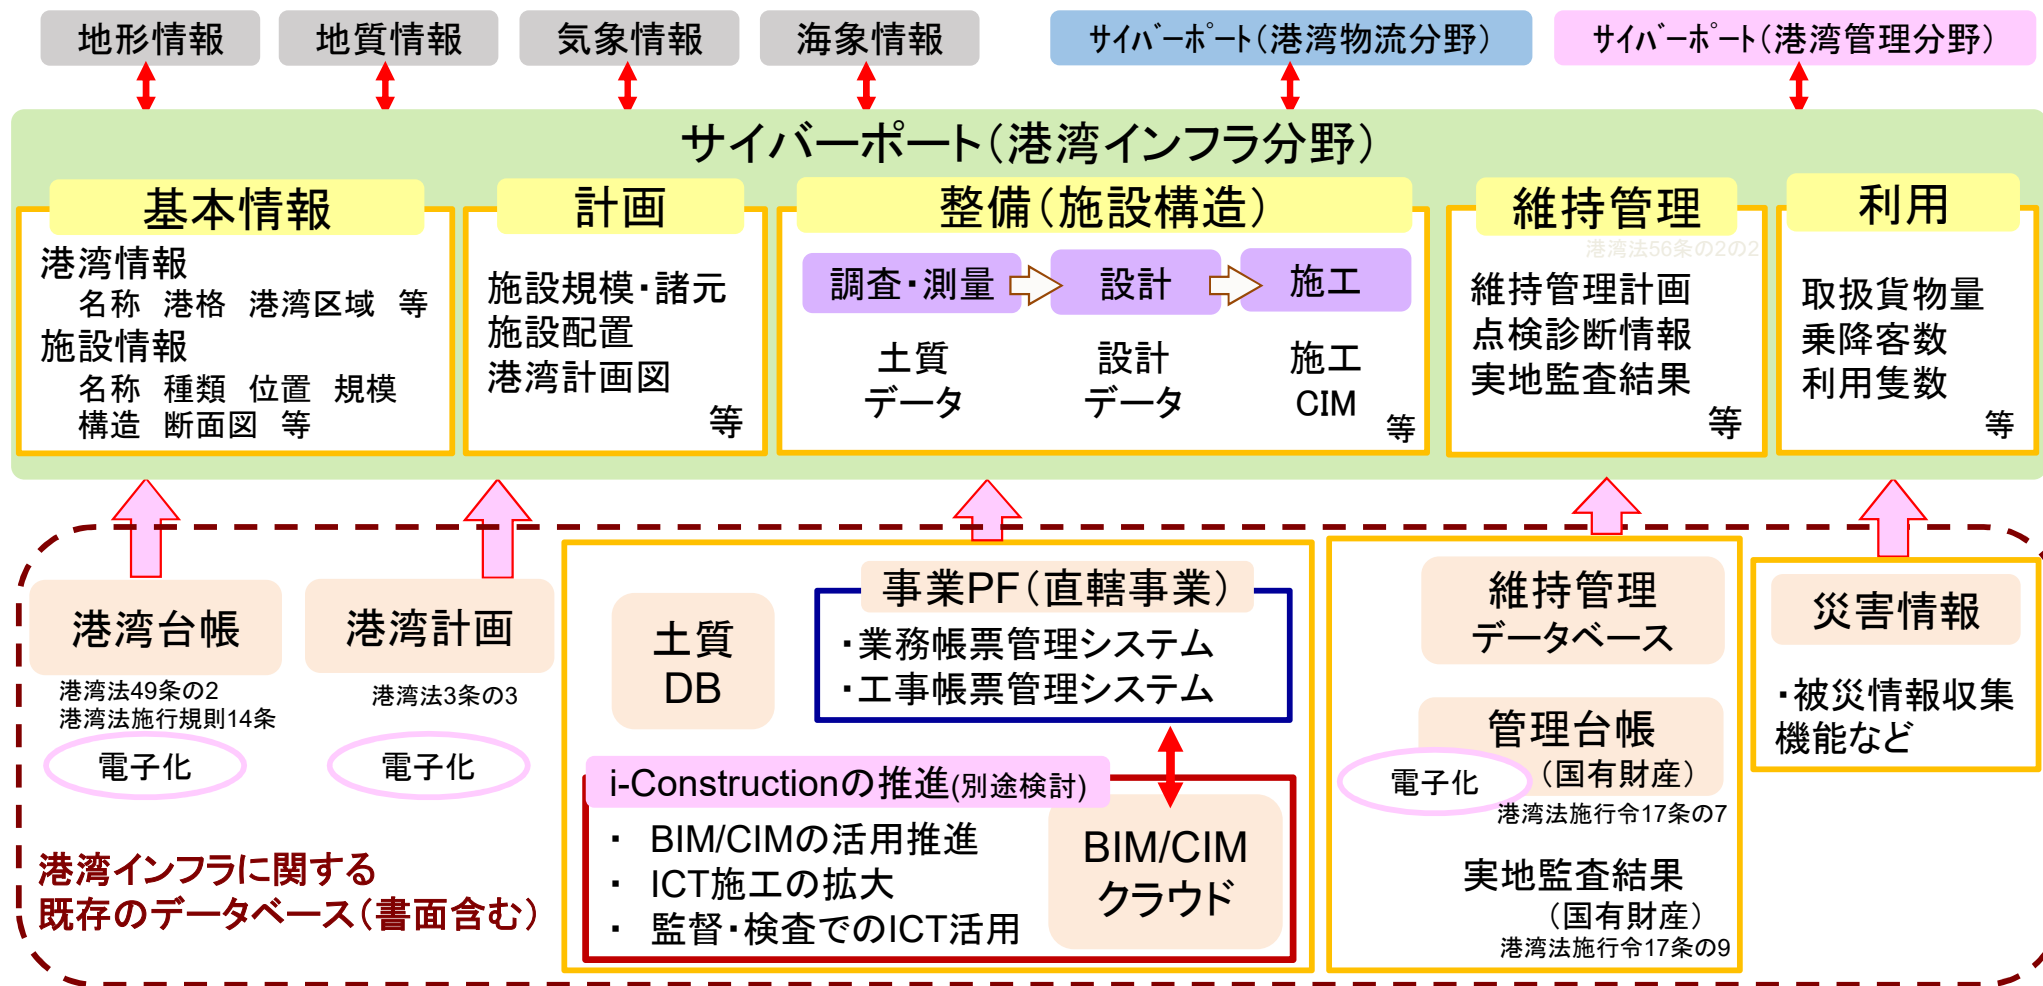 地形情報
地質情報
気象情報
海象情報
サイバーポート(港湾物流分野)
サイバーポート(港湾管理分野)
サイバーポート(港湾インフラ分野)
基本情報
港湾情報
名称 港格 港湾区域 等
施設情報
名称 種類 位置 規模
構造 断面図 等
計画
施設規模・諸元
施設配置
港湾計画図
等
整備(施設構造)
調査・測量
設計
施工
土質
データ
設計
データ
施工
CIM
等
維持管理
港湾法56条の2の2
維持管理計画
点検診断情報
実地監査結果
等
利用
取扱貨物量
乗降客数
利用隻数
等
港湾台帳
港湾法49条の2
港湾法施行規則14条
電子化
港湾計画
港湾法3条の3
電子化
土質
DB
事業PF(直轄事業)
・業務帳票管理システム
・工事帳票管理システム
i-Constructionの推進(別途検討)
・ BIM/CIMの活用推進
・ ICT施工の拡大
・ 監督・検査でのICT活用
BIM/CIM
クラウド
維持管理
データベース
管理台帳
(国有財産)
電子化
港湾法施行令17条の7
実地監査結果
(国有財産)
港湾法施行令17条の9
災害情報
・被災情報収集
機能など
港湾インフラに関する
既存のデータベース(書面含む)